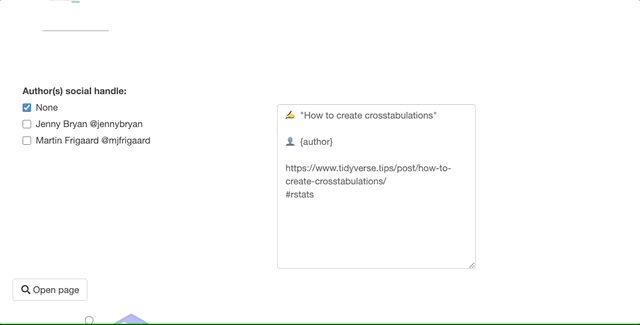 Author(s) social handle:
None
Jenny Bryan @jennybryan
Martin Frigaard @mjfrigaard
✍️ "How to create crosstabulations"
👤 {author}
https://www.tidyverse.tips/post/how-to-
create-crosstabulations/
#rstats
Open page